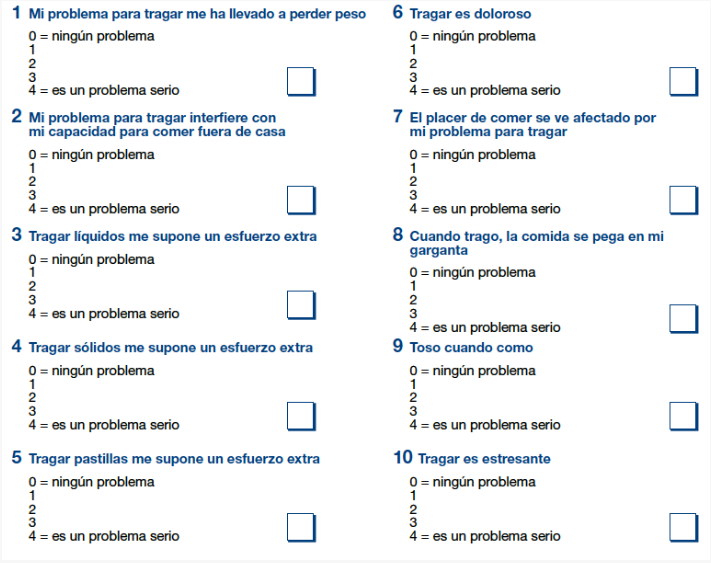 1 Mi problema para tragar me ha llevado a perder peso
0 = ningún problema
1
2
3
4 = es un problema serio
2 Mi problema para tragar interfiere con
mi capacidad para comer fuera de casa
0 = ningún problema
1
2
3
4 = es un problema serio
3 Tragar líquidos me supone un esfuerzo extra
0 = ningún problema
1
2
3
4 = es un problema serio
4 Tragar sólidos me supone un esfuerzo extra
0 = ningún problema
1
2
3
4 = es un problema serio
5 Tragar pastillas me supone un esfuerzo extra
0 = ningún problema
1
2
3
4 = es un problema serio
6 Tragar es doloroso
0 = ningún problema
1
2
3
4 = es un problema serio
7 El placer de comer se ve afectado por
mi problema para tragar
0 = ningún problema
1
2
3
4 = es un problema serio
8 Cuando trago, la comida se pega en mi
garganta
0 = ningún problema
1
2
3
4 = es un problema serio
9 Toso cuando como
0 = ningún problema
1
2
3
4 = es un problema serio
10 Tragar es estresante
0 = ningún problema
1
2
3
4 = es un problema serio